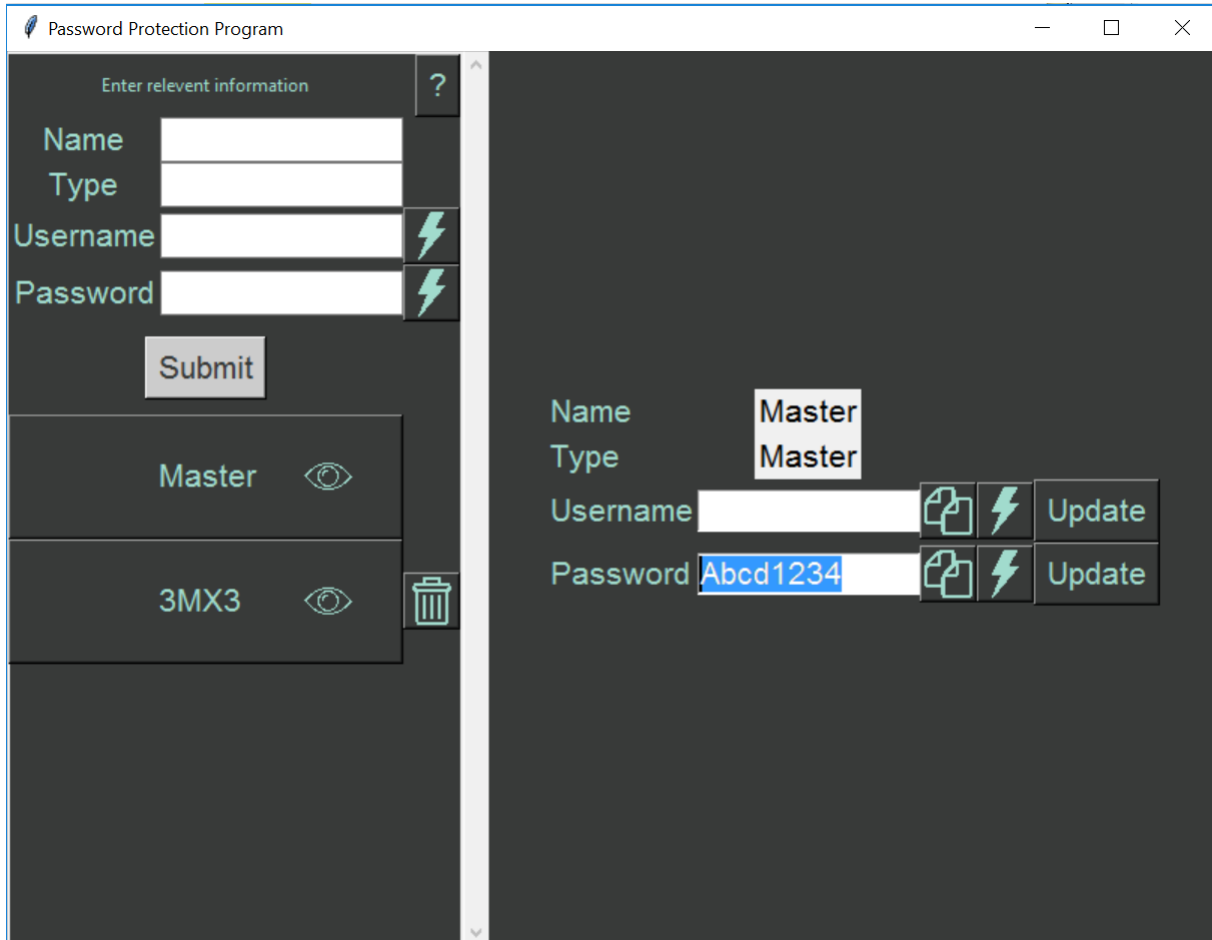 Password Protection Program
Enter relevent information
?
Name
Type
Username
Password
Submit
Master
3MX3
Name Master
Type Master
Username Update
Password Abcd1234 Update